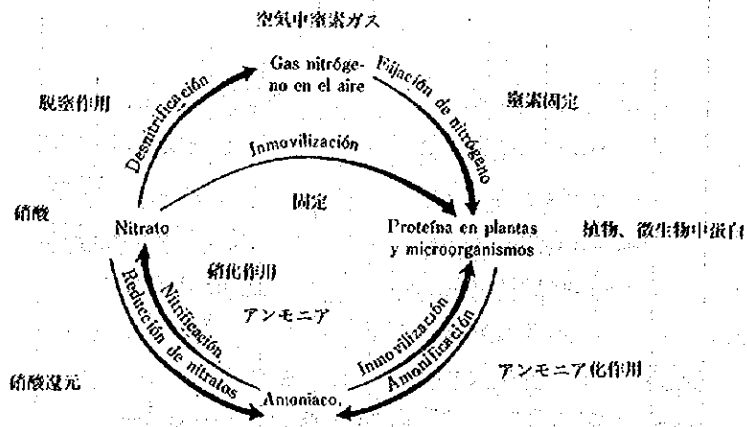 空気中窒素ガス
Gas nitróge-
no en el aire
Fijación de nitrógeno
窒素固定
脱窒作用
Desnitrificación
Inmovilización
固定
硝酸
Nitrato
Proteína en plantas
y microorganismos
植物、微生物中蛋白
硝化作用
アンモニア
Nitrificación
Reducción de nitratos
Inmovilización
Amonificación
硝酸還元
アンモニア化作用
Amoníaco,